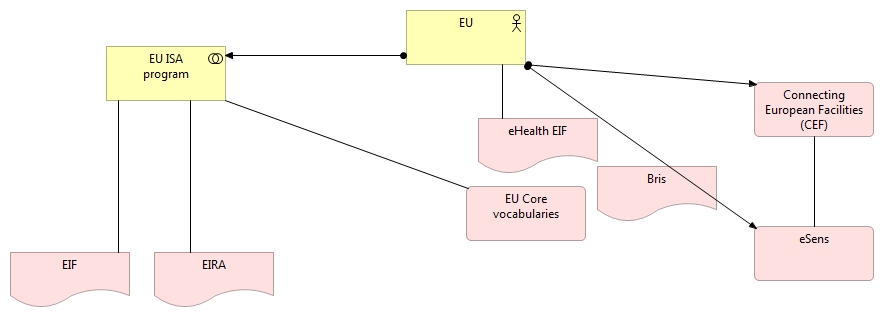 EU
EU ISA
program
Connecting
European Facilities
(CEF)
eHealth EIF
Bris
EU Core
vocabularies
eSens
EIF
EIRA